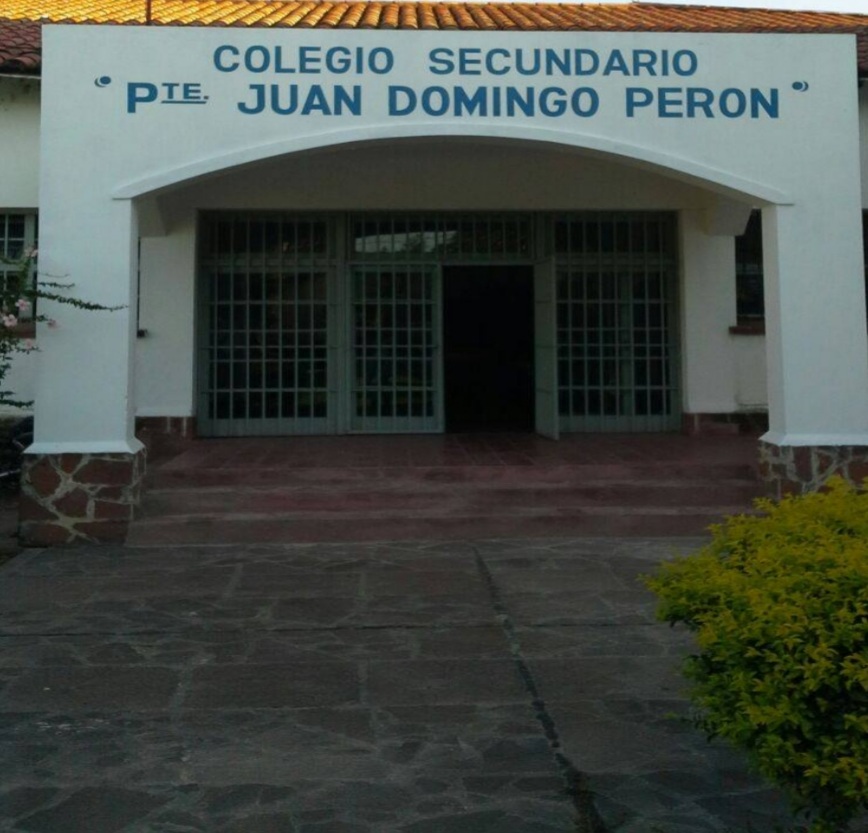 COLEGIO SECUNDARIO
"PTE. JUAN DOMINGO PERON"